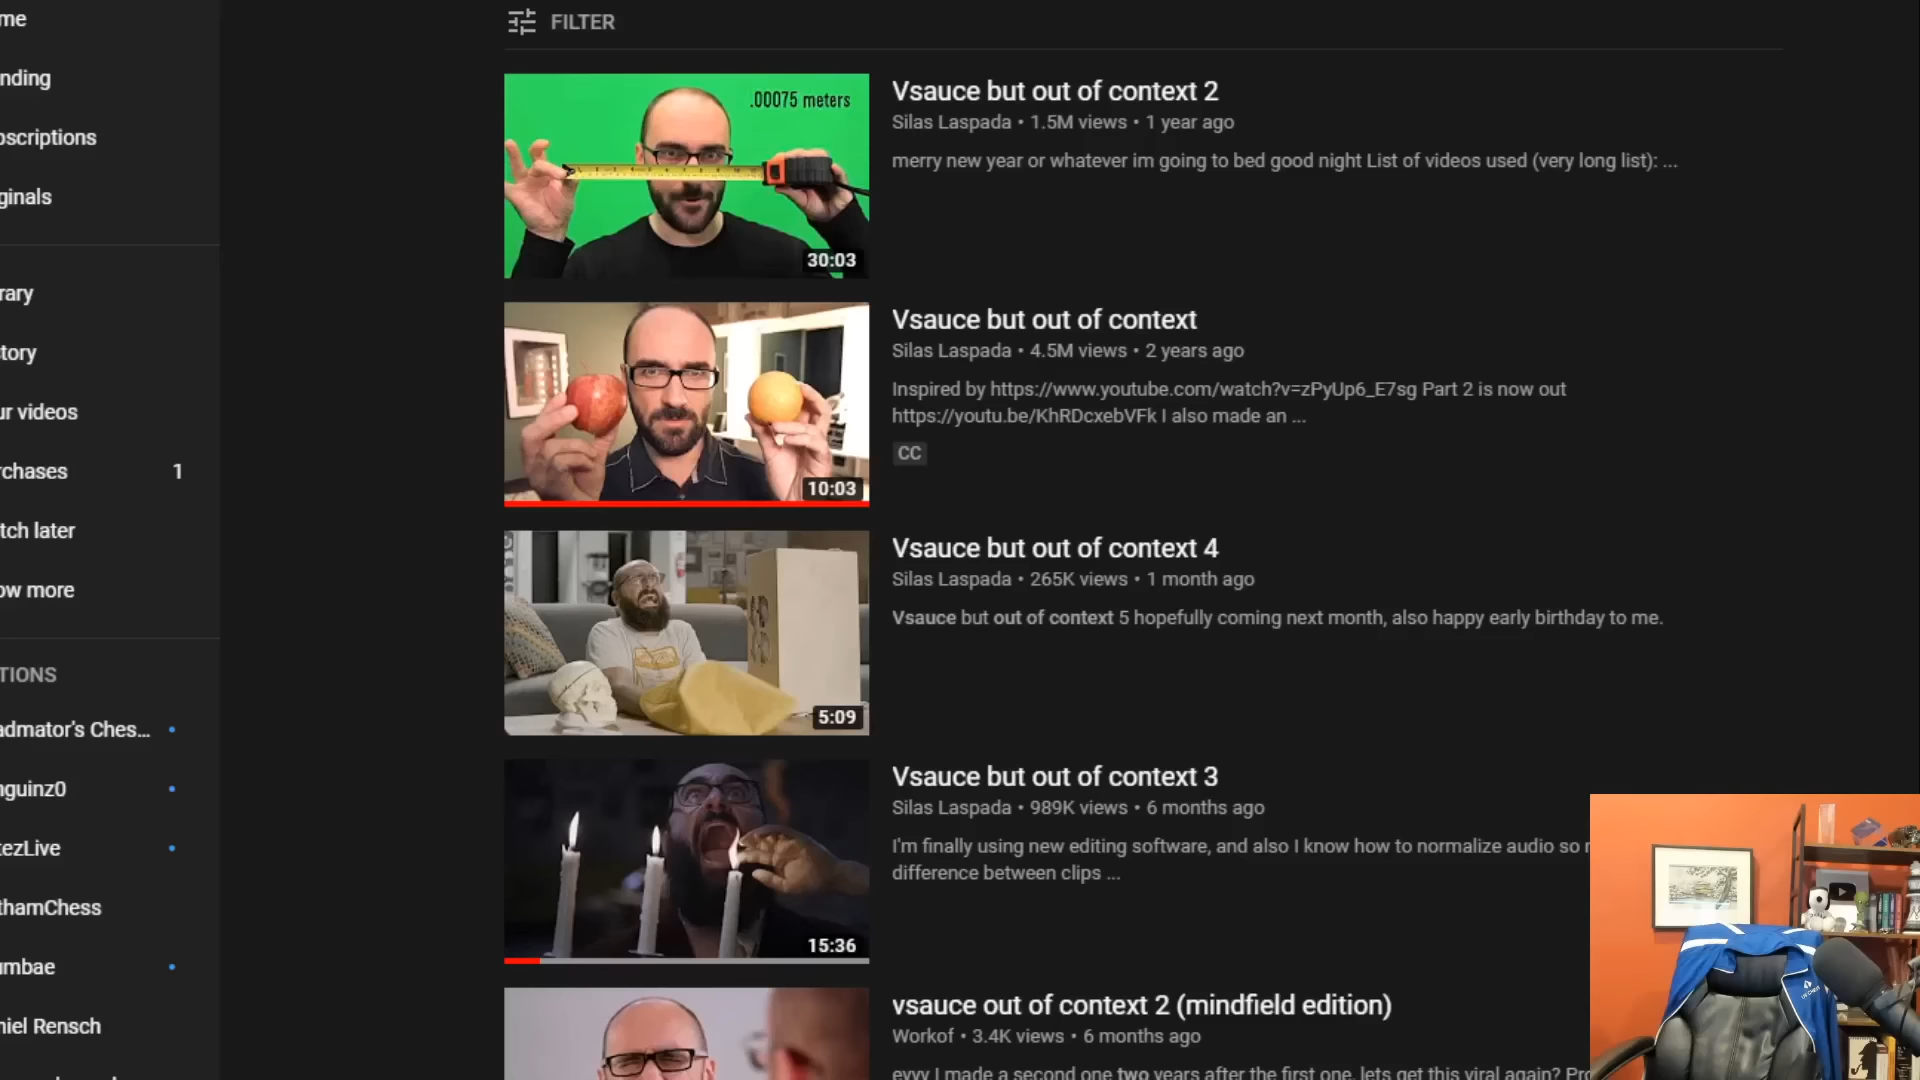 me
nding
bscriptions
ginals
rary
tory
ur videos
rchases 1
tch later
ow more
TIONS
admator's Ches...
nguinz0
tezLive
thamChess
umbae
niel Rensch
FILTER
.00075 meters
30:03
Vsauce but out of context 2
Silas Laspada • 1.5M views • 1 year ago
merry new year or whatever im going to bed good night List of videos used (very long list): ...
10:03
Vsauce but out of context
Silas Laspada • 4.5M views • 2 years ago
Inspired by https://www.youtube.com/watch?v=zPyUp6_E7sg Part 2 is now out
https://youtu.be/KhRDcxebVFk I also made an ...
CC
5:09
Vsauce but out of context 4
Silas Laspada • 265K views • 1 month ago
Vsauce but out of context 5 hopefully coming next month, also happy early birthday to me.
15:36
Vsauce but out of context 3
Silas Laspada • 989K views • 6 months ago
I'm finally using new editing software, and also I know how to normalize audio so
difference between clips ...
vsauce out of context 2 (mindfield edition)
Workof • 3.4K views • 6 months ago
eyyy I made a second one two years after the first one, lets get this viral again?